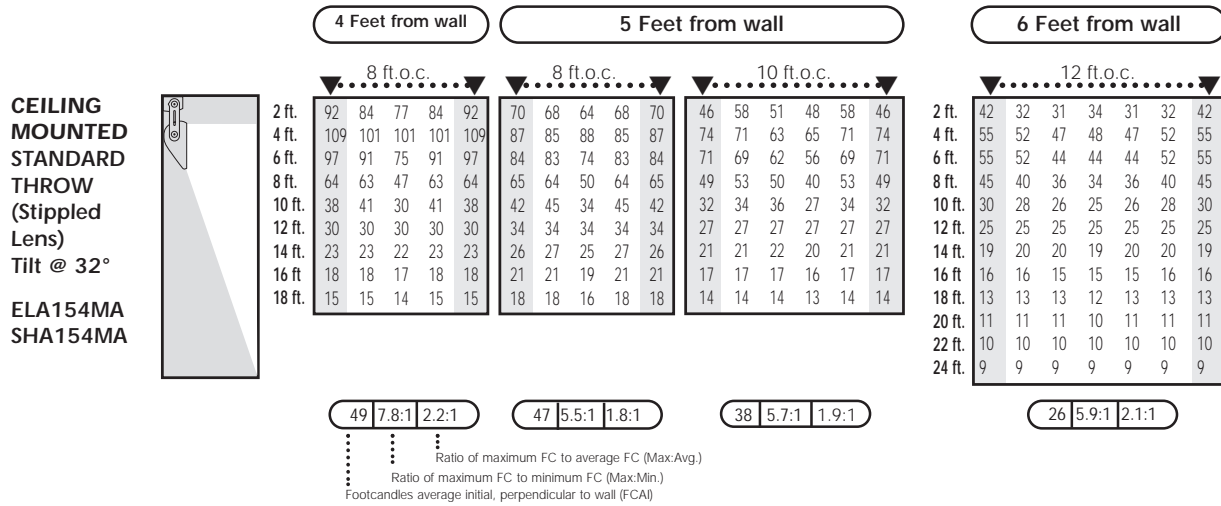 4 Feet from wall
5 Feet from wall
6 Feet from wall
8 ft.o.c.
8 ft.o.c.
10 ft.o.c.
12 ft.o.c.
CEILING
MOUNTED
STANDARD
THROW
(Stippled
Lens)
Tilt @ 32°
ELA154MA
SHA154MA
2 ft. 92 84 77 84 92 70 68 64 68 70 46 58 51 48 58 46 2 ft. 42 32 31 34 31 32 42
4 ft. 109 101 101 101 109 87 85 88 85 87 74 71 63 65 71 74 4 ft. 55 52 47 48 47 52 55
6 ft. 97 91 75 91 97 84 83 74 83 84 71 69 62 56 69 71 6 ft. 55 52 44 44 44 52 55
8 ft. 64 63 47 63 64 65 64 50 64 65 49 53 50 40 53 49 8 ft. 45 40 36 34 36 40 45
10 ft. 38 41 30 41 38 42 45 34 45 42 32 34 36 27 34 32 10 ft. 30 28 26 25 26 28 30
12 ft. 30 30 30 30 30 34 34 34 34 34 27 27 27 27 27 27 12 ft. 25 25 25 25 25 25 25
14 ft. 23 23 22 23 23 26 27 25 27 26 21 21 22 20 21 21 14 ft. 19 20 20 19 20 20 19
16 ft 18 18 17 18 18 21 21 19 21 21 17 17 17 16 17 17 16 ft 16 16 15 15 15 16 16
18 ft. 15 15 14 15 15 18 18 16 18 18 14 14 14 13 14 14 18 ft. 13 13 13 12 13 13 13
20 ft. 11 11 11 10 11 11 11
22 ft. 10 10 10 10 10 10 10
24 ft. 9 9 9 9 9 9 9
49 7.8:1 2.2:1
47 5.5:1 1.8:1
38 5.7:1 1.9:1
26 5.9:1 2.1:1
Ratio of maximum FC to average FC (Max:Avg.)
Ratio of maximum FC to minimum FC (Max:Min.)
Footcandles average initial, perpendicular to wall (FCAI)